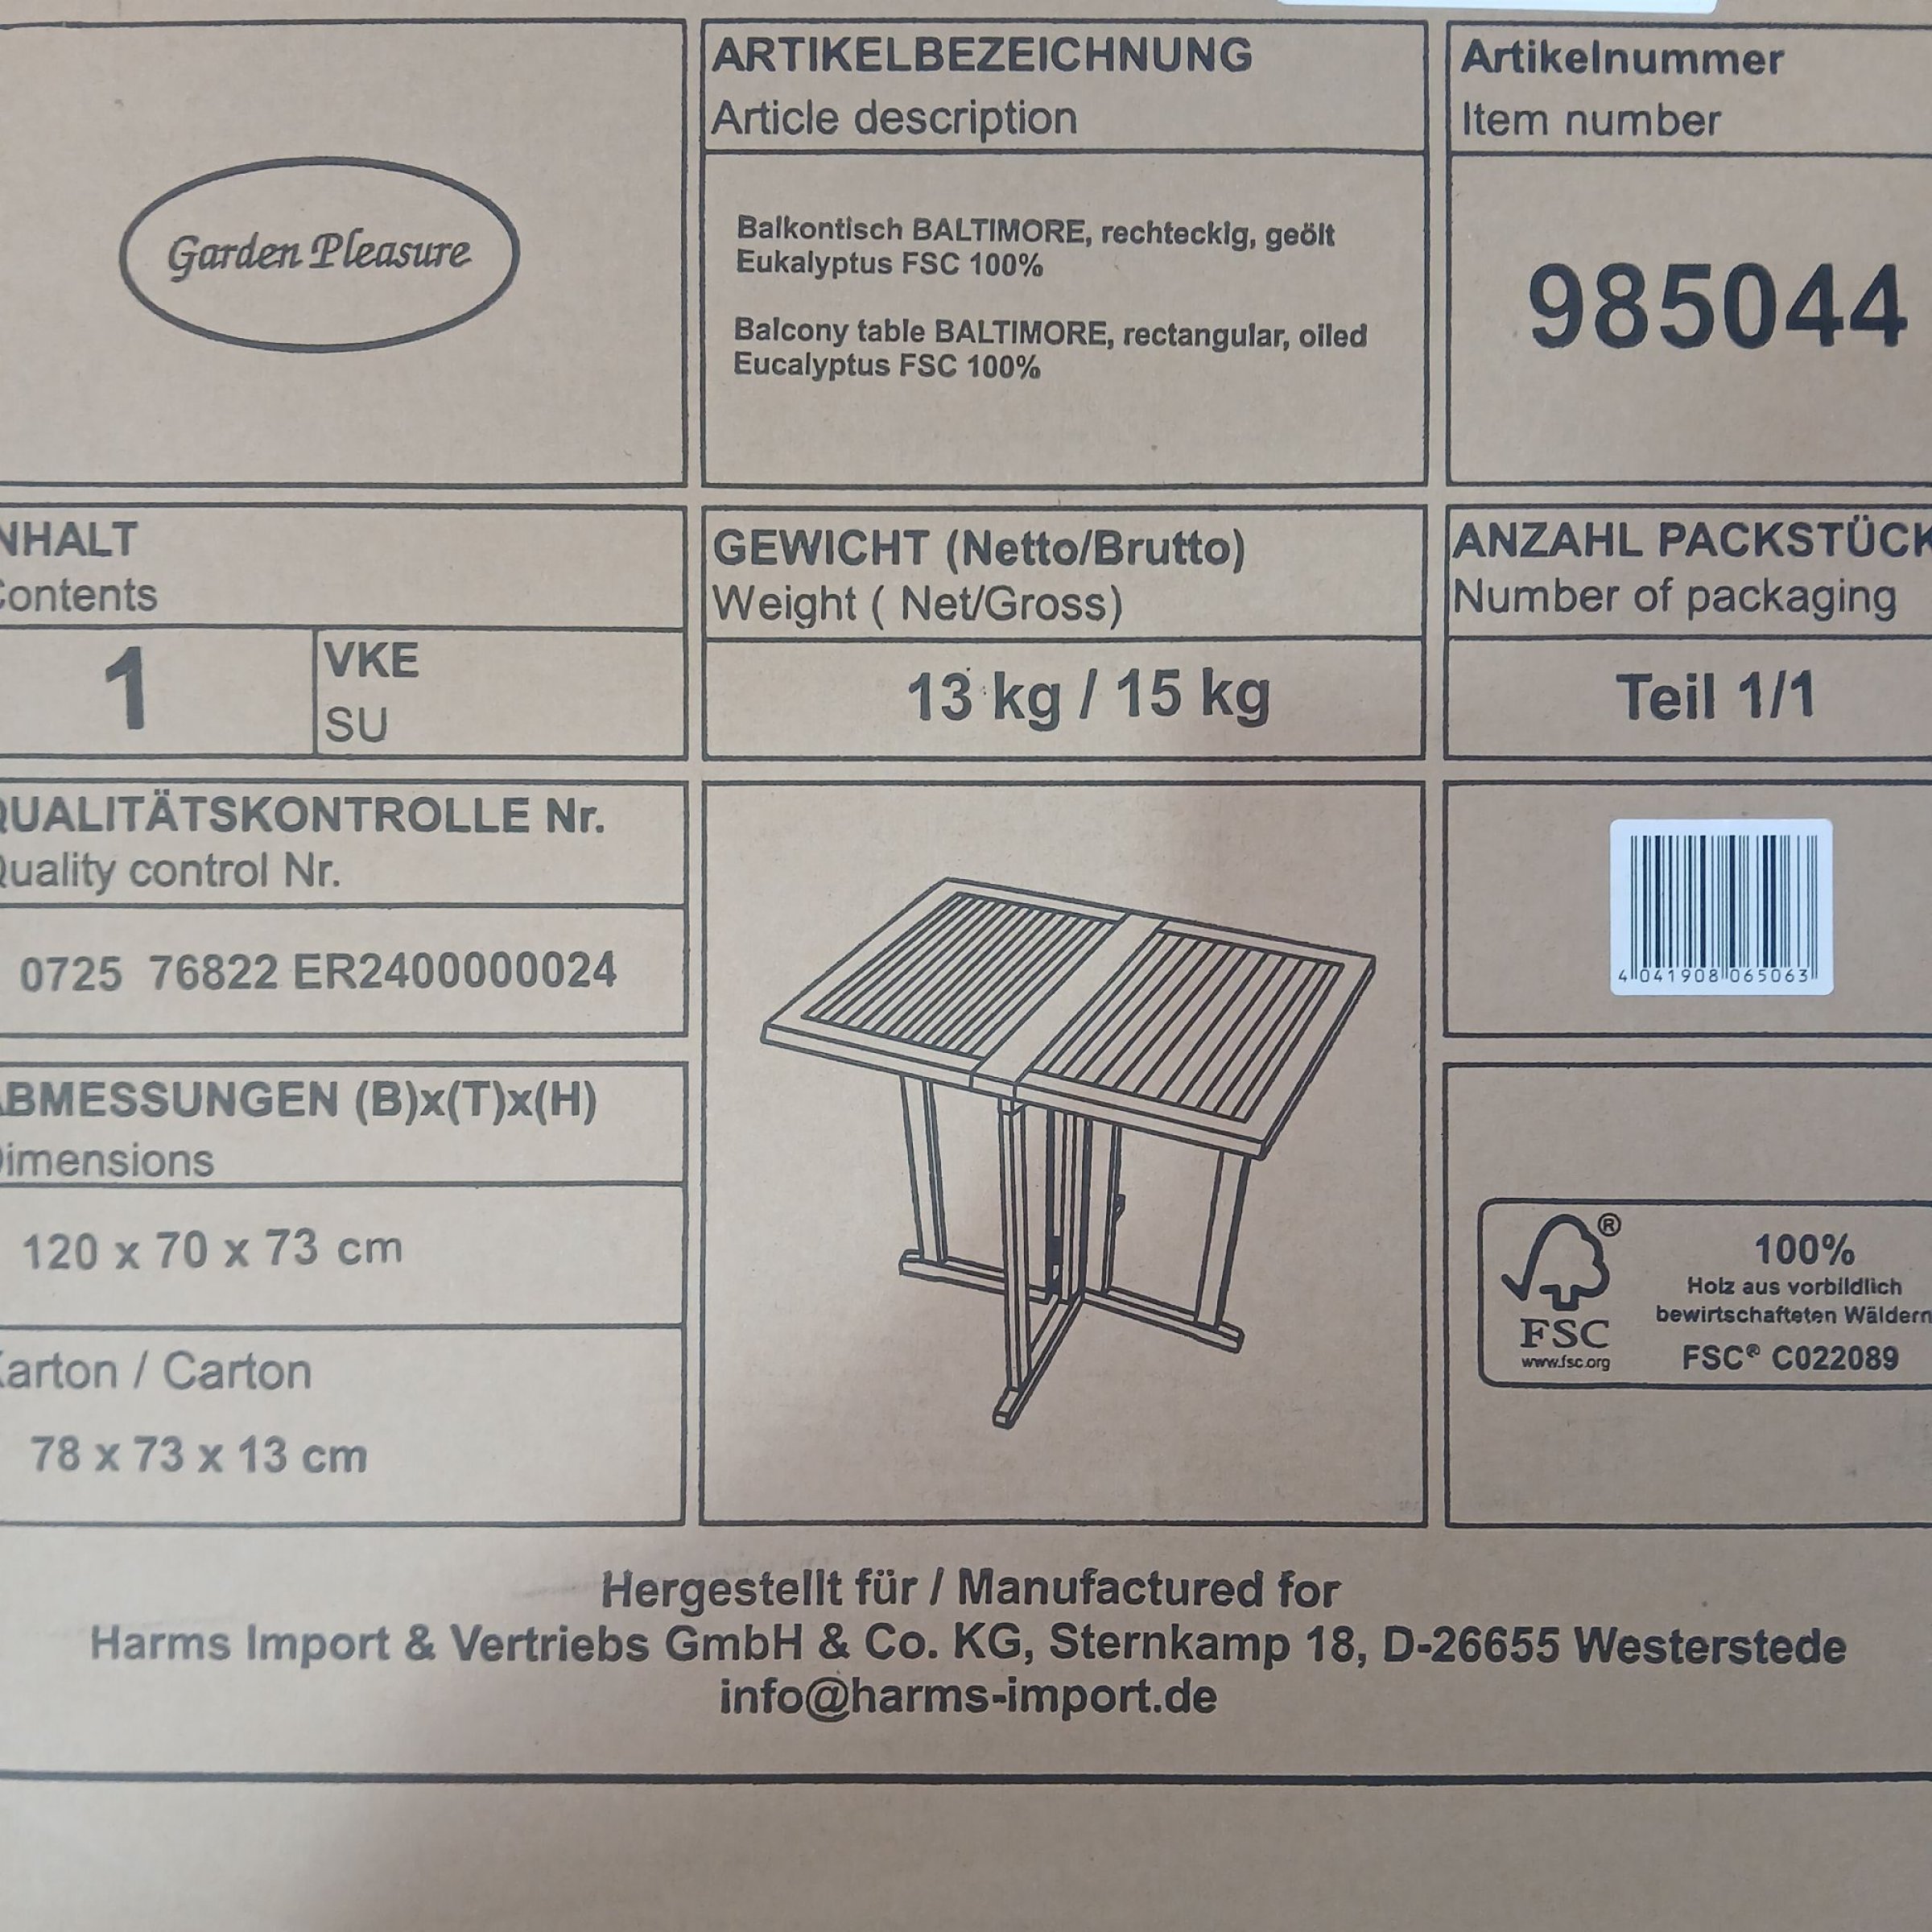 Garden Pleasure
ARTIKELBEZEICHNUNG
Article description
Balkontisch BALTIMORE, rechteckig, geölt
Eukalyptus FSC 100%
Balcony table BALTIMORE, rectangular, oiled
Eucalyptus FSC 100%
Artikelnummer
Item number
985044
NHALT
Contents
1
VKE
SU
GEWICHT (Netto/Brutto)
Weight ( Net/Gross)
13 kg / 15 kg
ANZAHL PACKSTÜCK
Number of packaging
Teil 1/1
QUALITÄTSKONTROLLE Nr.
Quality control Nr.
0725 76822 ER2400000024
4 041908 065063
ABMESSUNGEN (B)x(T)x(H)
Dimensions
120 x 70 x 73 cm
Karton / Carton
78 x 73 x 13 cm
®
FSC
www.fsc.org
100%
Holz aus vorbildlich
bewirtschafteten Wäldern
FSC® C022089
Hergestellt für / Manufactured for
Harms Import & Vertriebs GmbH & Co. KG, Sternkamp 18, D-26655 Westerstede
info@harms-import.de